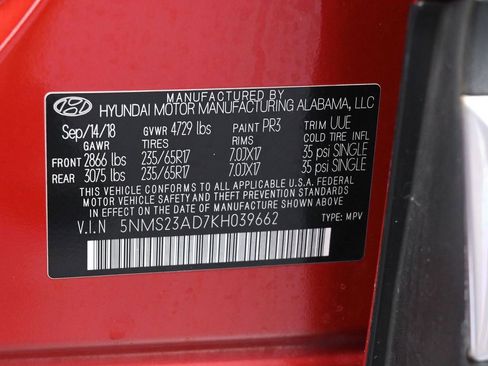 MANUFACTURED BY
HYUNDAI MOTOR MANUFACTURING ALABAMA, LLC
Sep/14/18 GVWR 4729 lbs PAINT PR3 TRIM UUE
GAWR TIRES RIMS COLD TIRE INFL
FRONT 2866 lbs 235/65R17 7.0JX17 35 psi SINGLE
REAR 3075 lbs 235/65R17 7.0JX17 35 psi SINGLE
THIS VEHICLE CONFORMS TO ALL APPLICABLE U.S.A. FEDERAL
MOTOR VEHICLE SAFETY AND THEFT PREVENTION STANDARDS
IN EFFECT ON THE DATE OF MANUFACTURE SHOWN ABOVE.
V.I.N 5NMS23AD7KH039662 TYPE: MPV